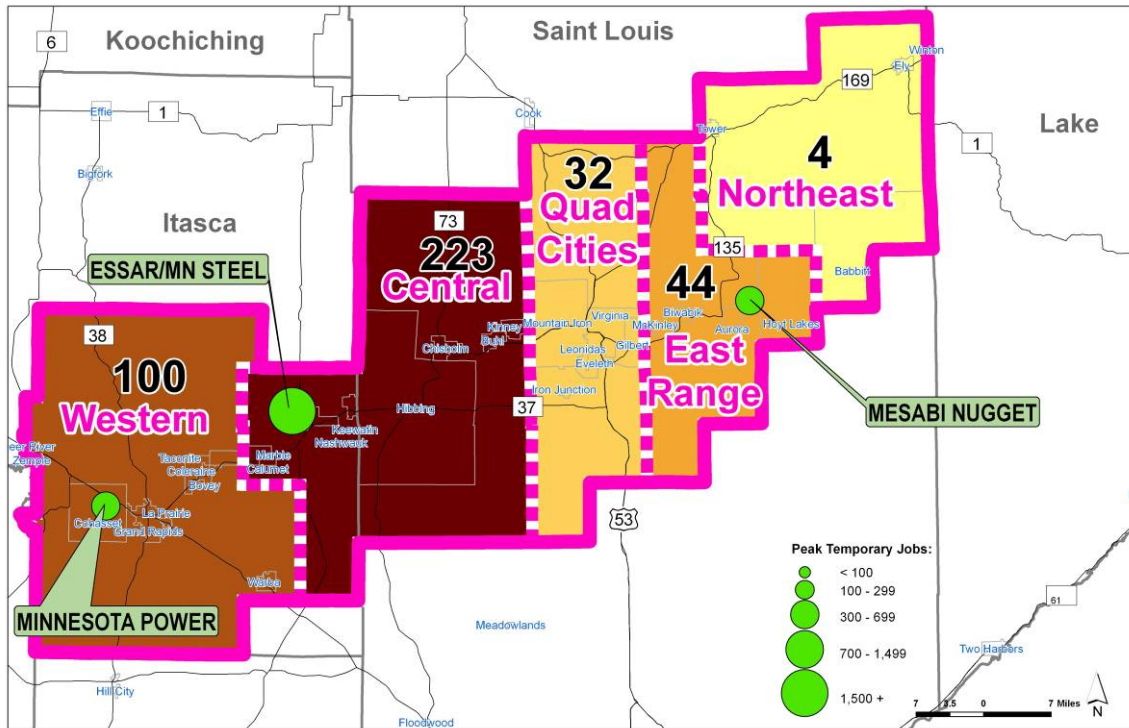 Koochiching
Saint Louis
Lake
Itasca
6
1
Effie
Bigfork
Cook
Tower
Ely
Winton
169
1
4
Northeast
32
Quad
Cities
73
223
Central
ESSAR/MN STEEL
38
100
Western
135
Babbitt
44
East
Range
Biwabik
McKinley
Aurora
Hoyt Lakes
MESABI NUGGET
Kinney
Buhl
Chisholm
Mountain Iron
Virginia
Leonidas
Gilbert
Eveleth
Iron Junction
37
Hibbing
Keewatin
Nashwauk
Marble
Calumet
Taconite
Coleraine
Bovey
eer River
Zemple
Cohasset
La Prairie
Grand Rapids
Warba
MINNESOTA POWER
Hill City
Floodwood
Meadowlands
53
61
Two Harbors
Peak Temporary Jobs:
< 100
100 - 299
300 - 699
700 - 1,499
1,500 +
7 3.5 0 7 Miles
N